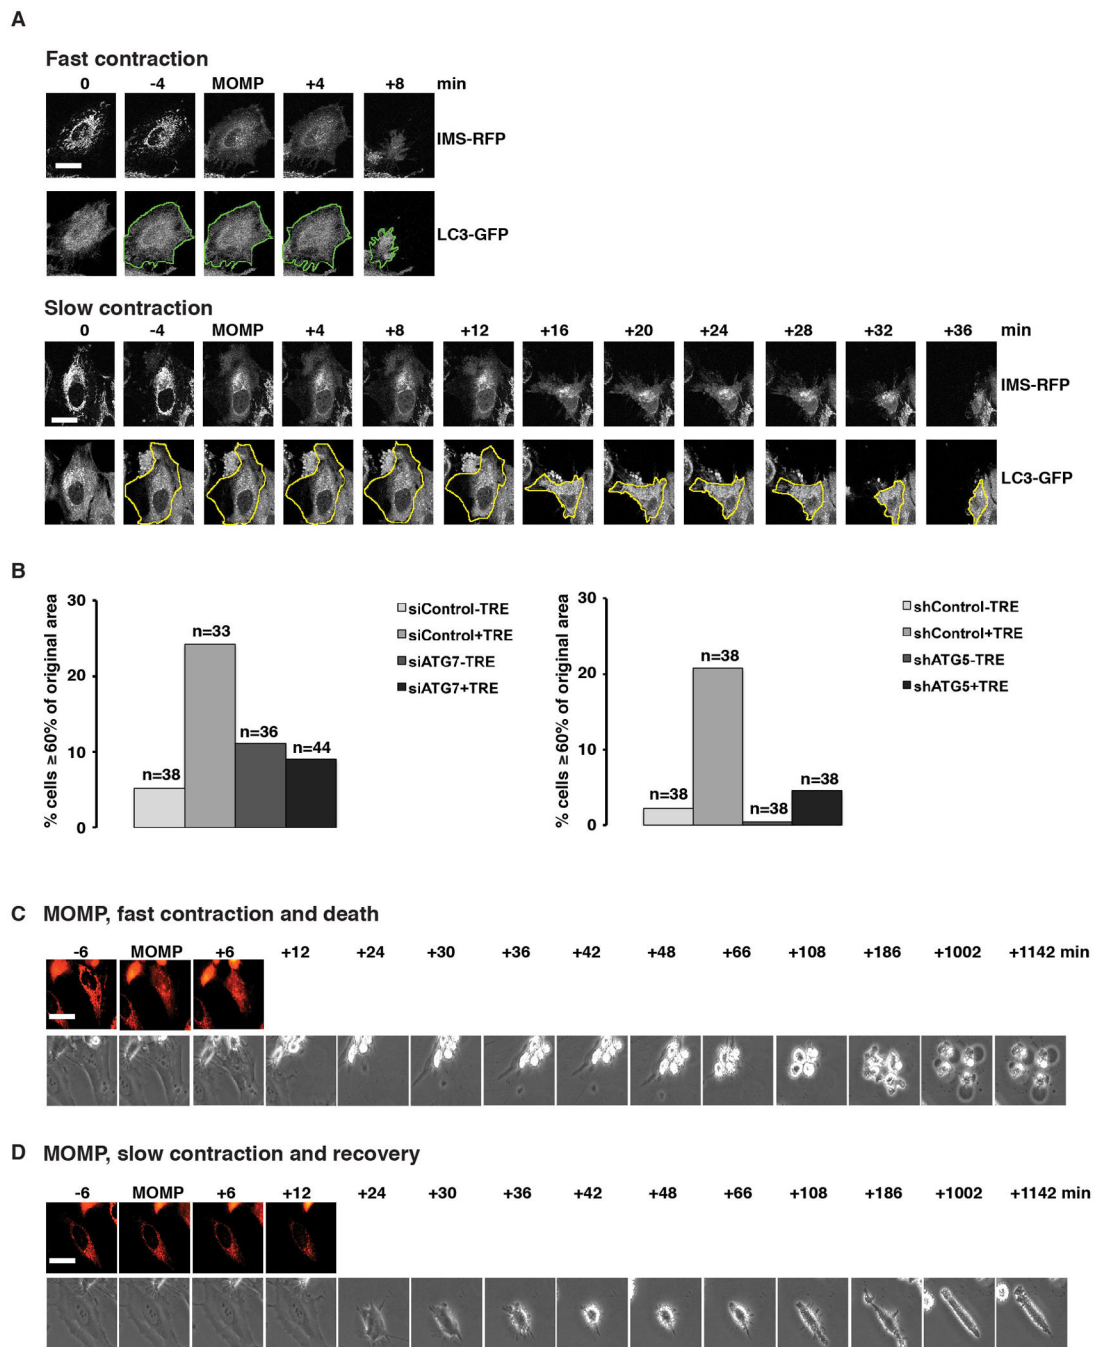 A
Fast contraction
0 -4 MOMP +4 +8 min
IMS-RFP
LC3-GFP
Slow contraction
0 -4 MOMP +4 +8 +12 +16 +20 +24 +28 +32 +36 min
IMS-RFP
LC3-GFP
B
% cells ≥ 60% of original area
30
20
10
0
n=38
n=33
n=36
n=44
siControl-TRE
siControl+TRE
siATG7-TRE
siATG7+TRE
% cells ≥ 60% of original area
30
20
10
0
n=38
n=38
n=38
n=38
shControl-TRE
shControl+TRE
shATG5-TRE
shATG5+TRE
C MOMP, fast contraction and death
-6 MOMP +6 +12 +24 +30 +36 +42 +48 +66 +108 +186 +1002 +1142 min
D MOMP, slow contraction and recovery
-6 MOMP +6 +12 +24 +30 +36 +42 +48 +66 +108 +186 +1002 +1142 min